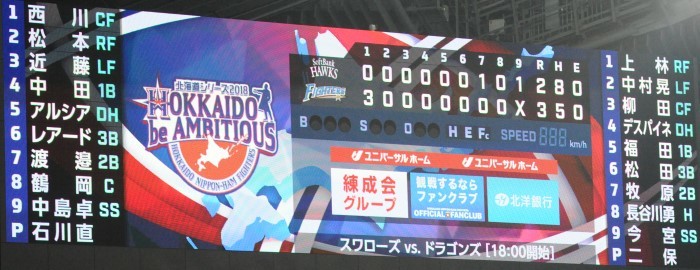 1 西川 CF
2 松本 RF
3 近藤 LF
4 中田 1B
5 アルシア DH
6 レアード 3B
7 渡邉 2B
8 鶴岡 C
9 中島卓 SS
P 石川直
北海道シリーズ2018
HOKKAIDO
be AMBITIOUS
HOKKAIDO NIPPON-HAM FIGHTERS
1 2 3 4 5 6 7 8 9 R H E
SoftBank HAWKS 0 0 0 0 0 0 1 0 1 2 8 0
FIGHTERS 3 0 0 0 0 0 0 0 X 3 5 0
B S O H E Fc SPEED 888 km/h
ユニバーサル ホーム ユニバーサル ホーム
練成会グループ
観戦するなら
ファンクラブ
OFFICIAL FANCLUB
北洋銀行
スワローズ vs. ドラゴンズ [18:00開始]
1 上林 RF
2 中村晃 LF
3 柳田 CF
4 デスパイネ DH
5 福田 1B
6 松田 3B
7 牧原 2B
8 長谷川勇 H
9 今宮 SS
P 二保